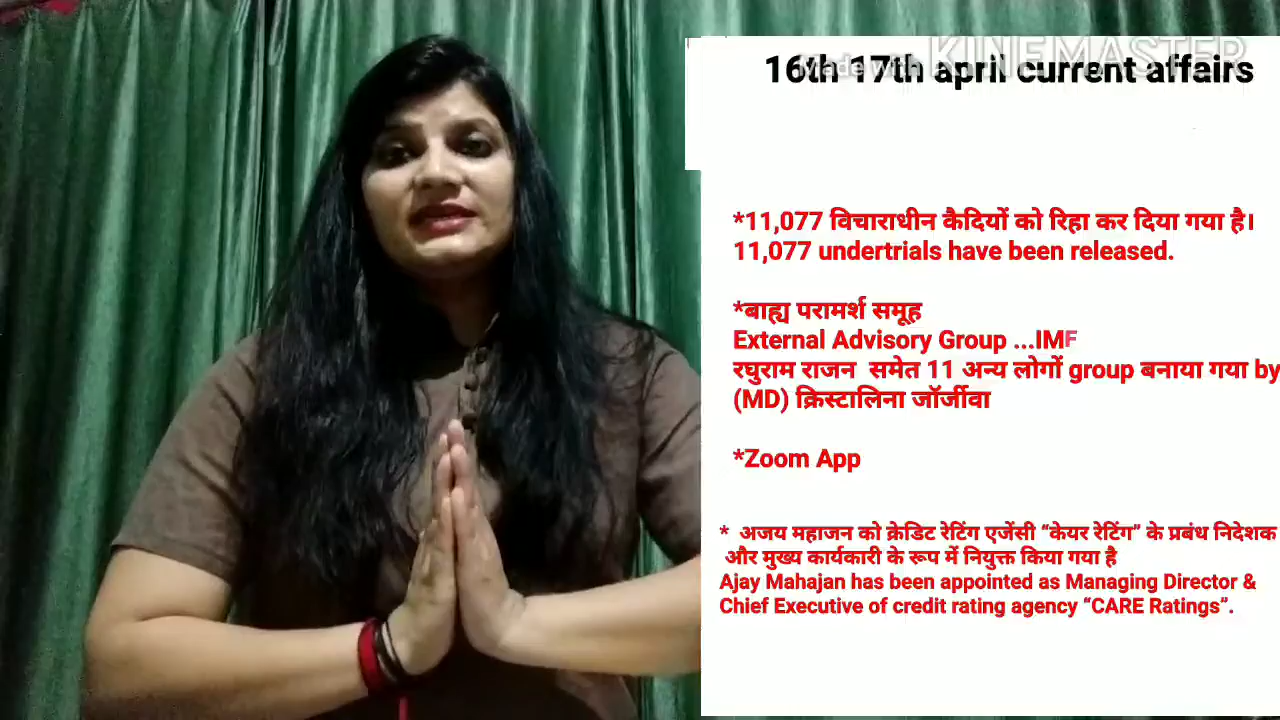 Made with KINEMASTER
16th 17th april current affairs
*11,077 विचाराधीन कैदियों को रिहा कर दिया गया है।
11,077 undertrials have been released.
*बाह्य परामर्श समूह
External Advisory Group ...IMF
रघुराम राजन समेत 11 अन्य लोगों group बनाया गया by
(MD) क्रिस्टालिना जॉर्जीवा
*Zoom App
* अजय महाजन को क्रेडिट रेटिंग एजेंसी “केयर रेटिंग” के प्रबंध निदेशक
और मुख्य कार्यकारी के रूप में नियुक्त किया गया है
Ajay Mahajan has been appointed as Managing Director &
Chief Executive of credit rating agency “CARE Ratings”.